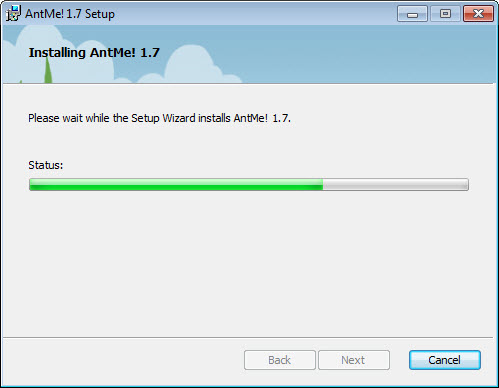 AntMe! 1.7 Setup
Installing AntMe! 1.7
Please wait while the Setup Wizard installs AntMe! 1.7.
Status:
Back Next Cancel